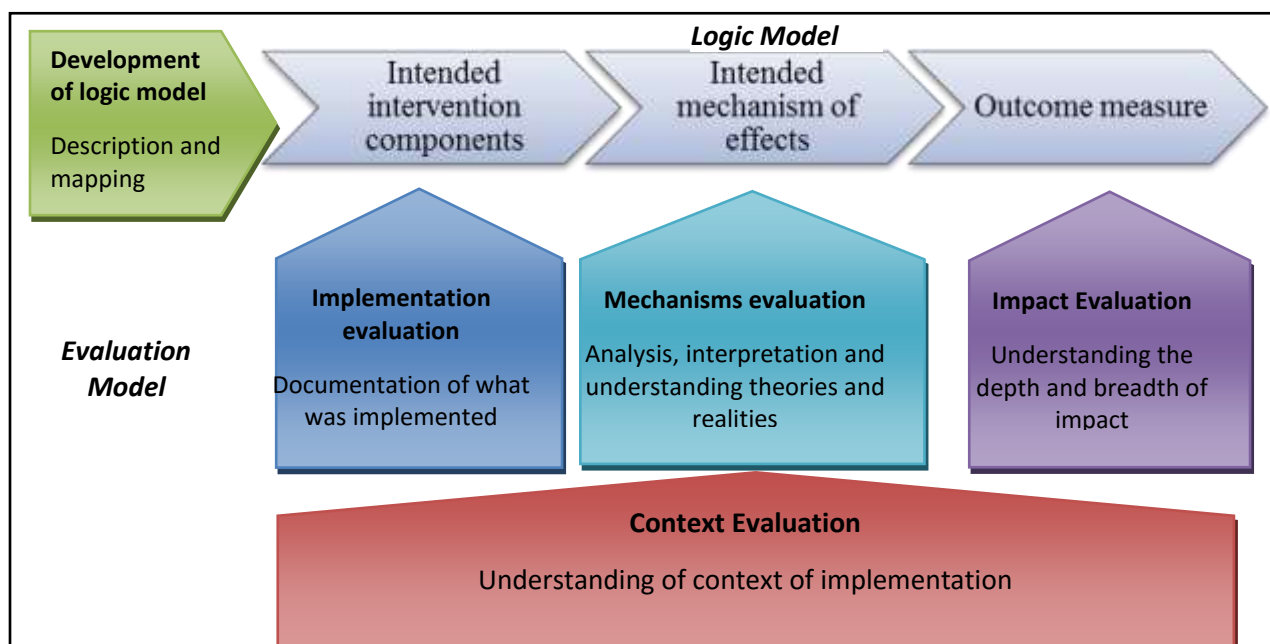 Logic Model
Development
of logic model
Description and
mapping
Intended
intervention
components
Intended
mechanism of
effects
Outcome measure
Evaluation
Model
Implementation
evaluation
Documentation of what
was implemented
Mechanisms evaluation
Analysis, interpretation and
understanding theories and
realities
Impact Evaluation
Understanding the
depth and breadth of
impact
Context Evaluation
Understanding of context of implementation